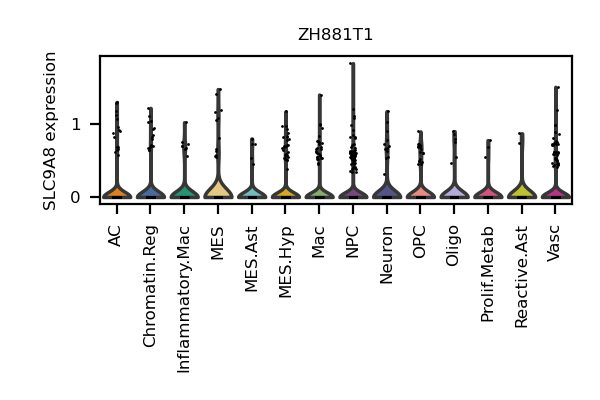 ZH881T1
SLC9A8 expression
1
0
AC
Chromatin.Reg
Inflammatory.Mac
MES
MES.Ast
MES.Hyp
Mac
NPC
Neuron
OPC
Oligo
Prolif.Metab
Reactive.Ast
Vasc